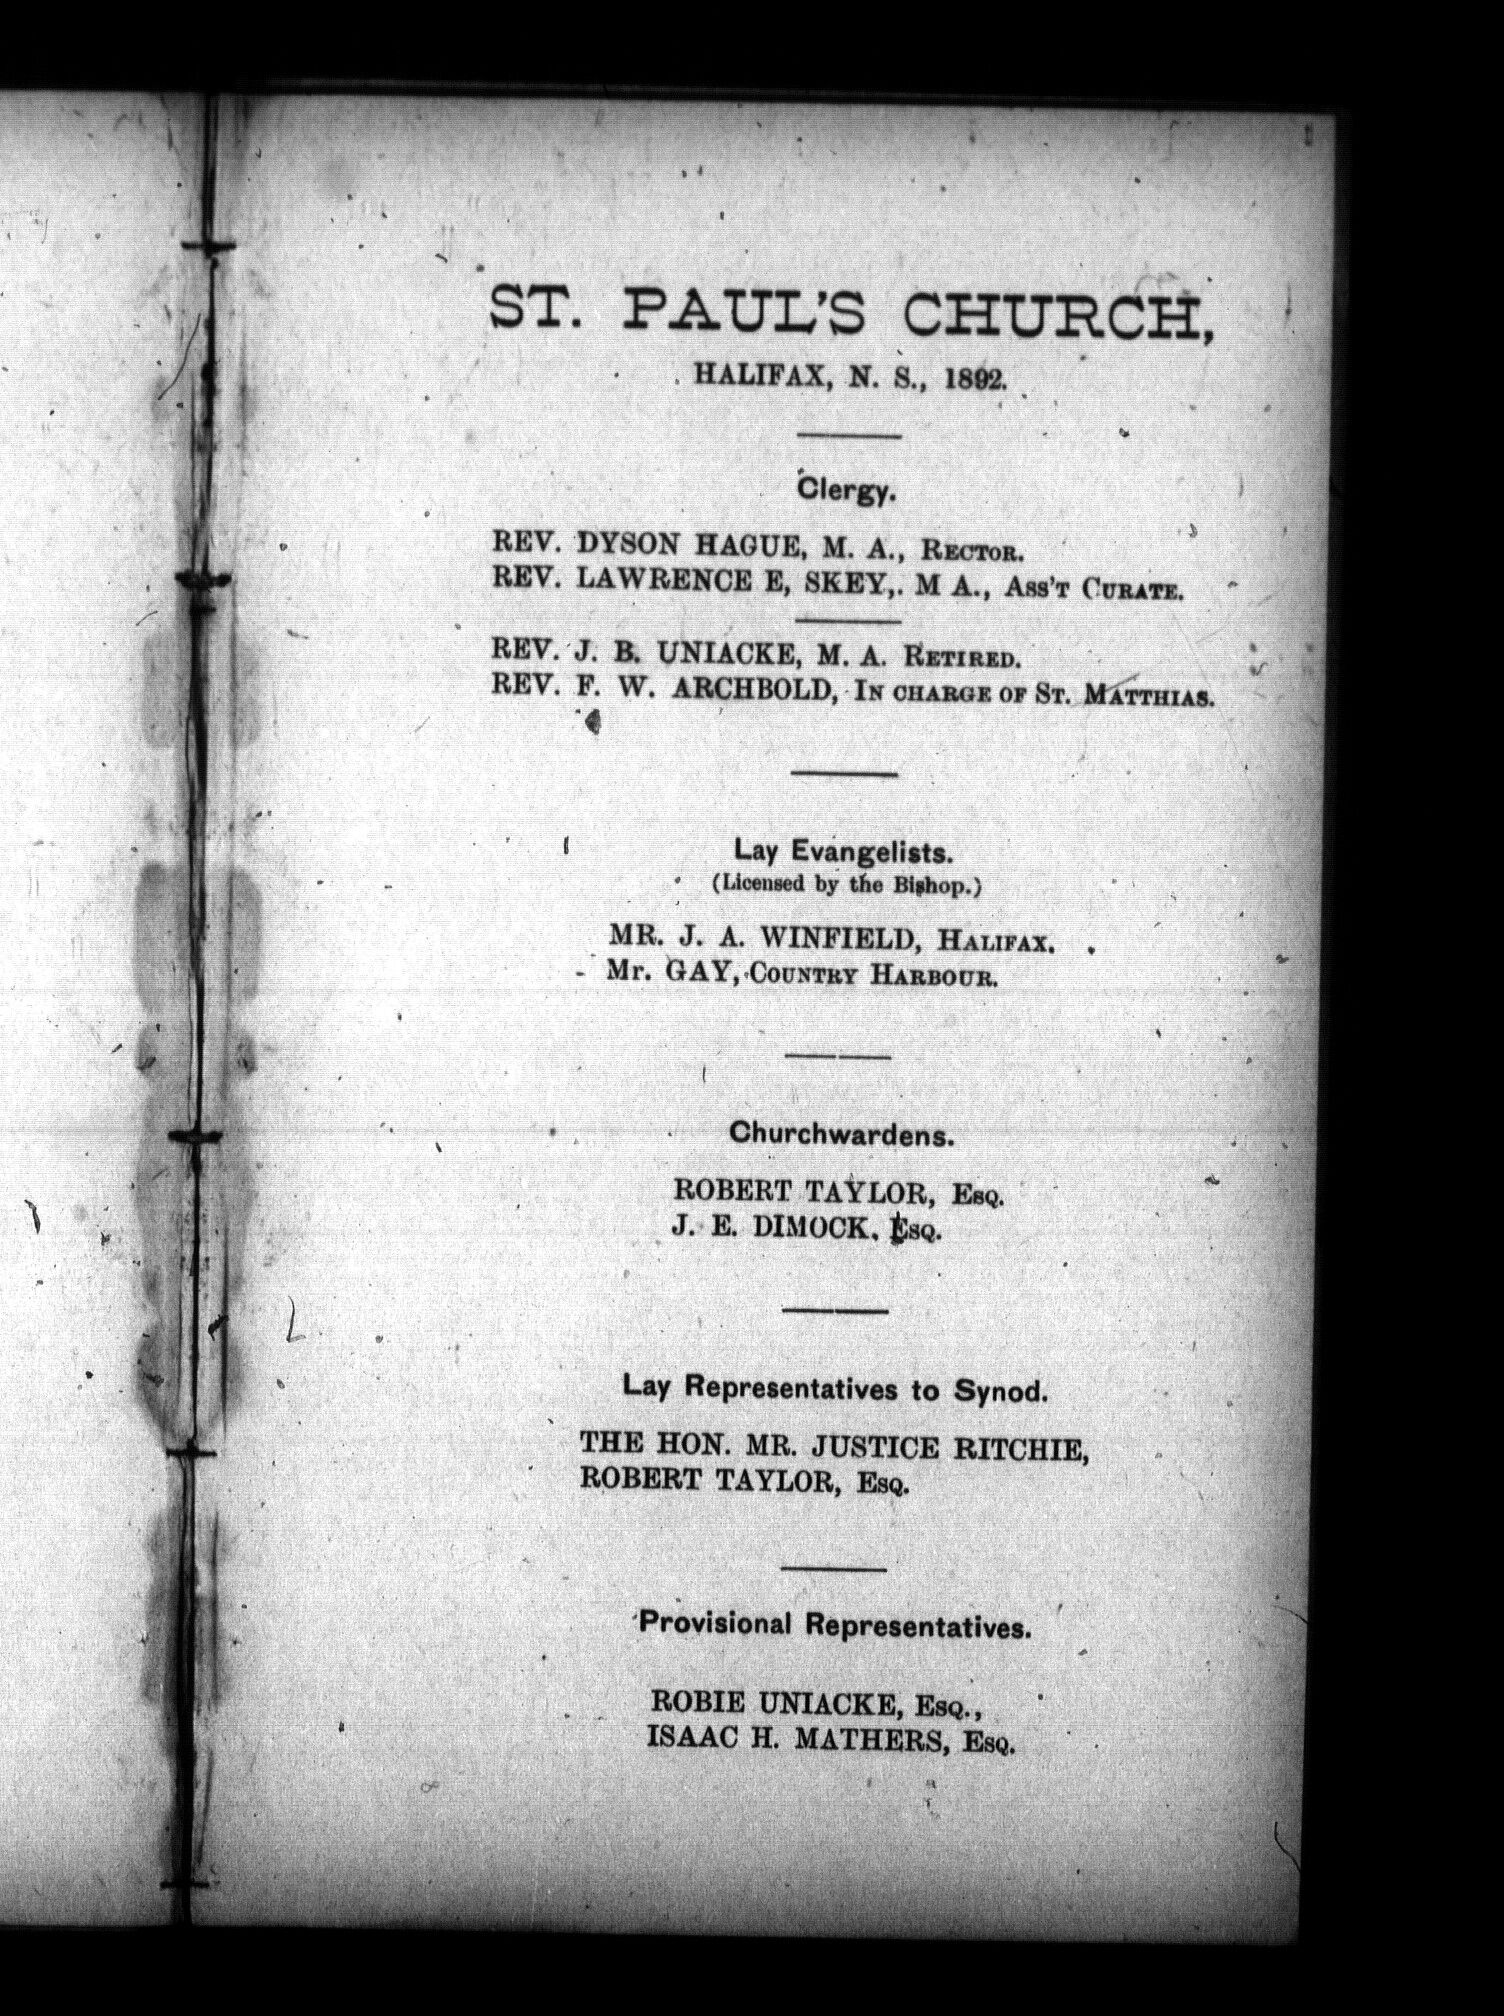 ST. PAUL'S CHURCH,
HALIFAX, N. S., 1892.
Clergy.
REV. DYSON HAGUE, M. A., RECTOR.
REV. LAWRENCE E, SKEY,. M A., ASS'T CURATE.
REV. J. B. UNIACKE, M. A. RETIRED.
REV. F. W. ARCHBOLD, IN CHARGE OF ST. MATTHIAS.
Lay Evangelists.
(Licensed by the Bishop.)
MR. J. A. WINFIELD, HALIFAX.
Mr. GAY, COUNTRY HARBOUR.
Churchwardens.
ROBERT TAYLOR, ESQ.
J. E. DIMOCK, ESQ.
Lay Representatives to Synod.
THE HON. MR. JUSTICE RITCHIE,
ROBERT TAYLOR, ESQ.
Provisional Representatives.
ROBIE UNIACKE, ESQ.,
ISAAC H. MATHERS, ESQ.